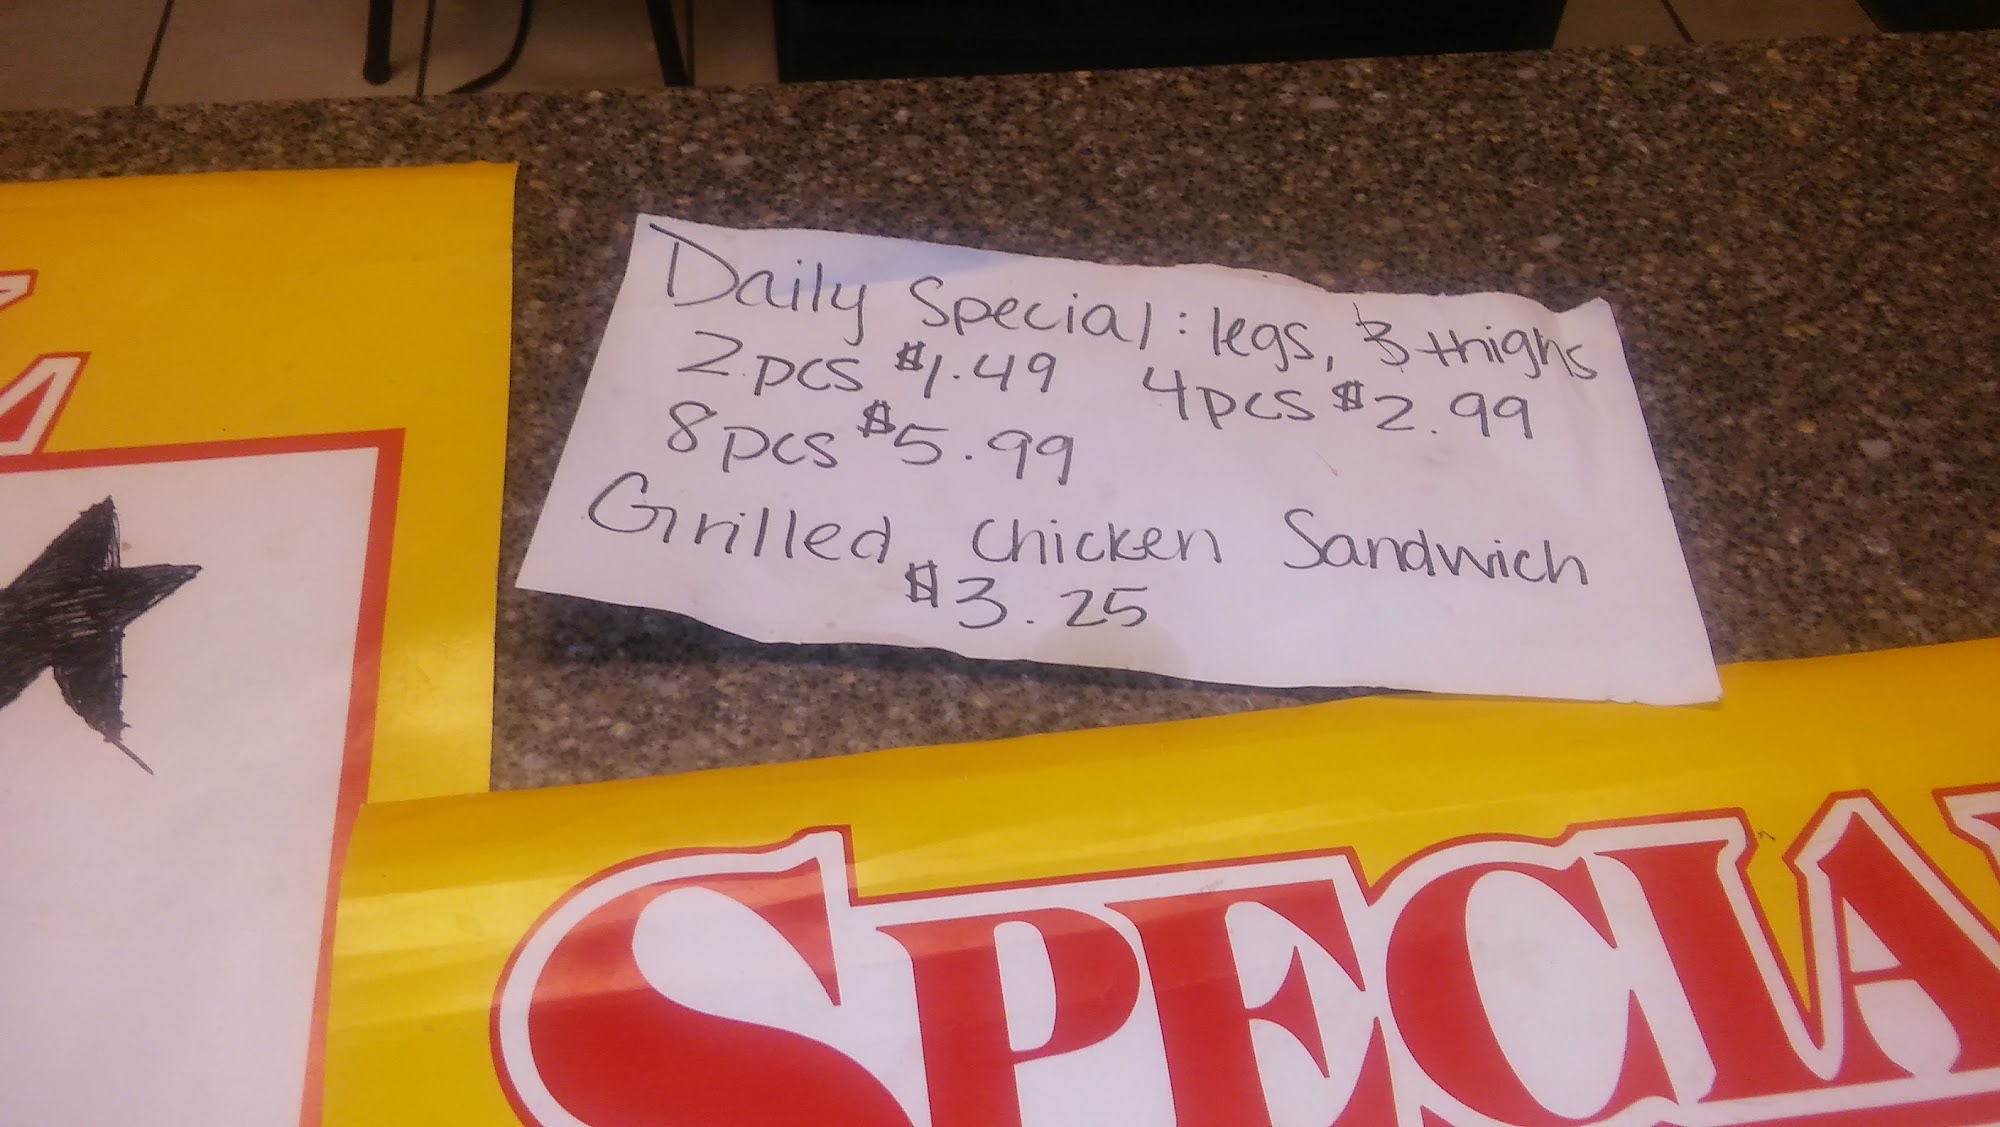 Daily Special: legs, & thighs
2 pcs $1.49 4 pcs $2.99
8 pcs $5.99
Grilled Chicken Sandwich
$3.25
SPECIA